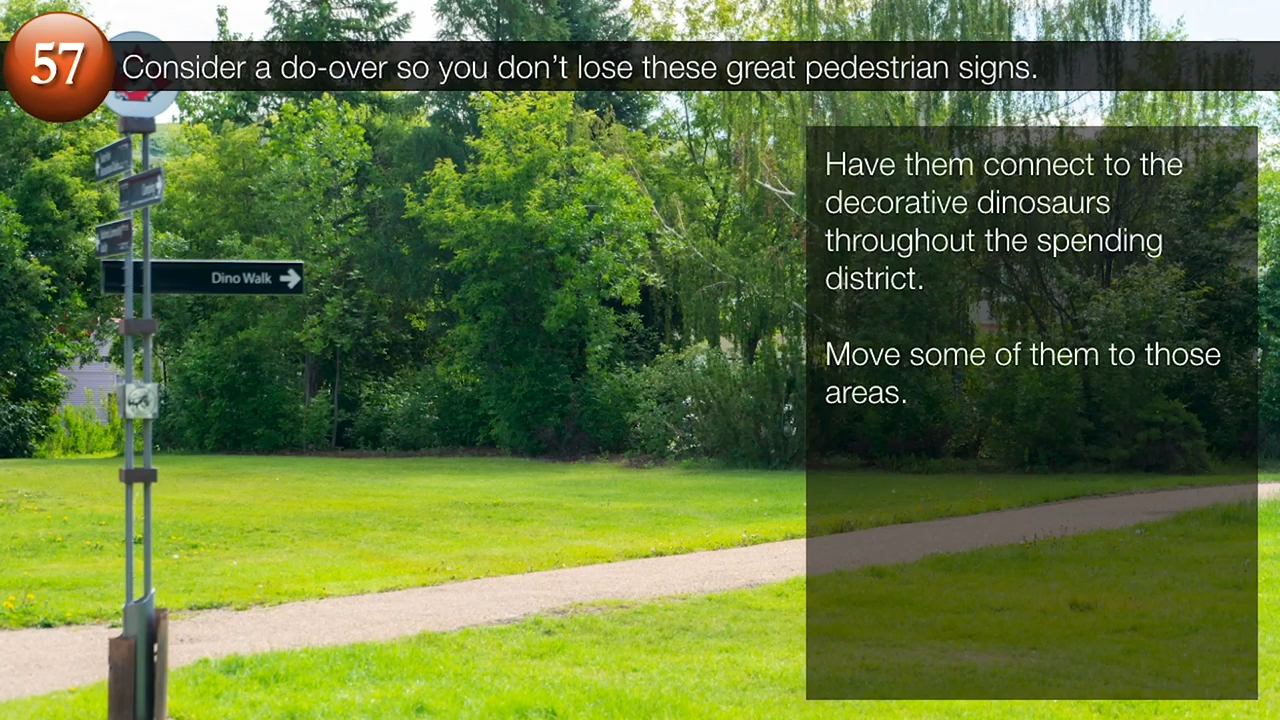 57
Consider a do-over so you don't lose these great pedestrian signs.
Have them connect to the
decorative dinosaurs
throughout the spending
district.
Move some of them to those
areas.
Dino Walk